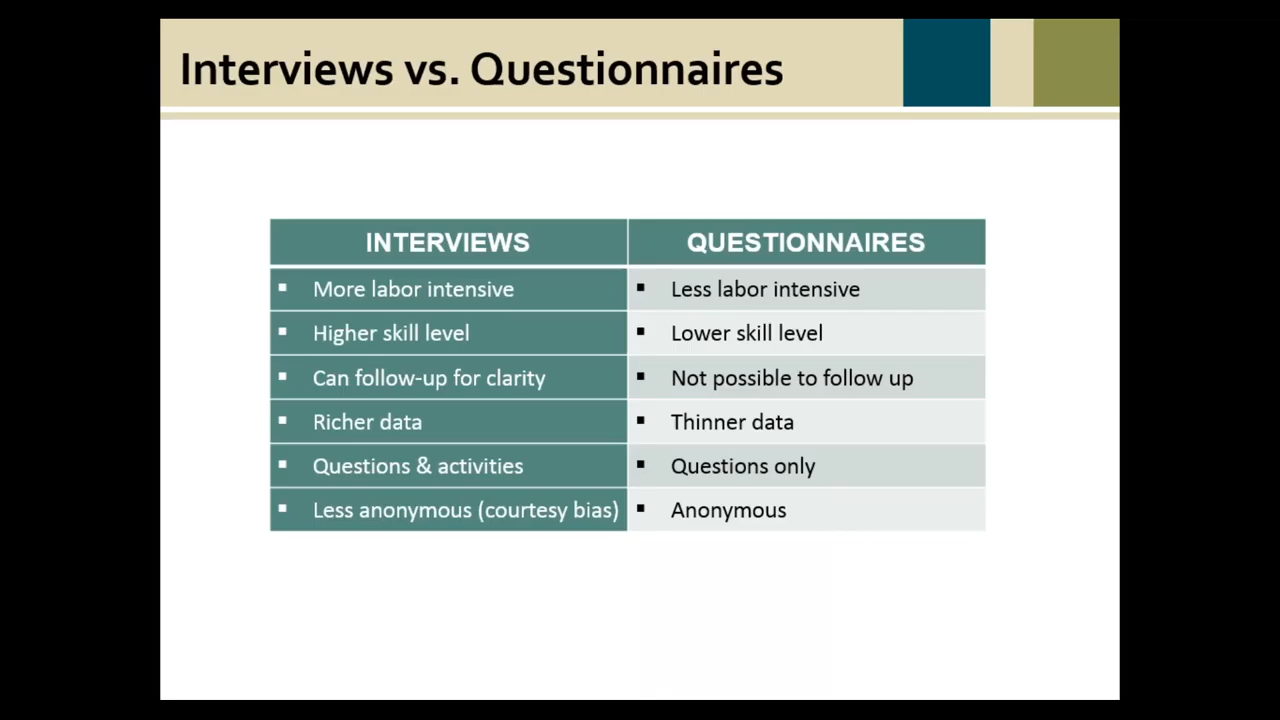 Interviews vs. Questionnaires
INTERVIEWS QUESTIONNAIRES
▪ More labor intensive ▪ Less labor intensive
▪ Higher skill level ▪ Lower skill level
▪ Can follow-up for clarity ▪ Not possible to follow up
▪ Richer data ▪ Thinner data
▪ Questions & activities ▪ Questions only
▪ Less anonymous (courtesy bias) ▪ Anonymous